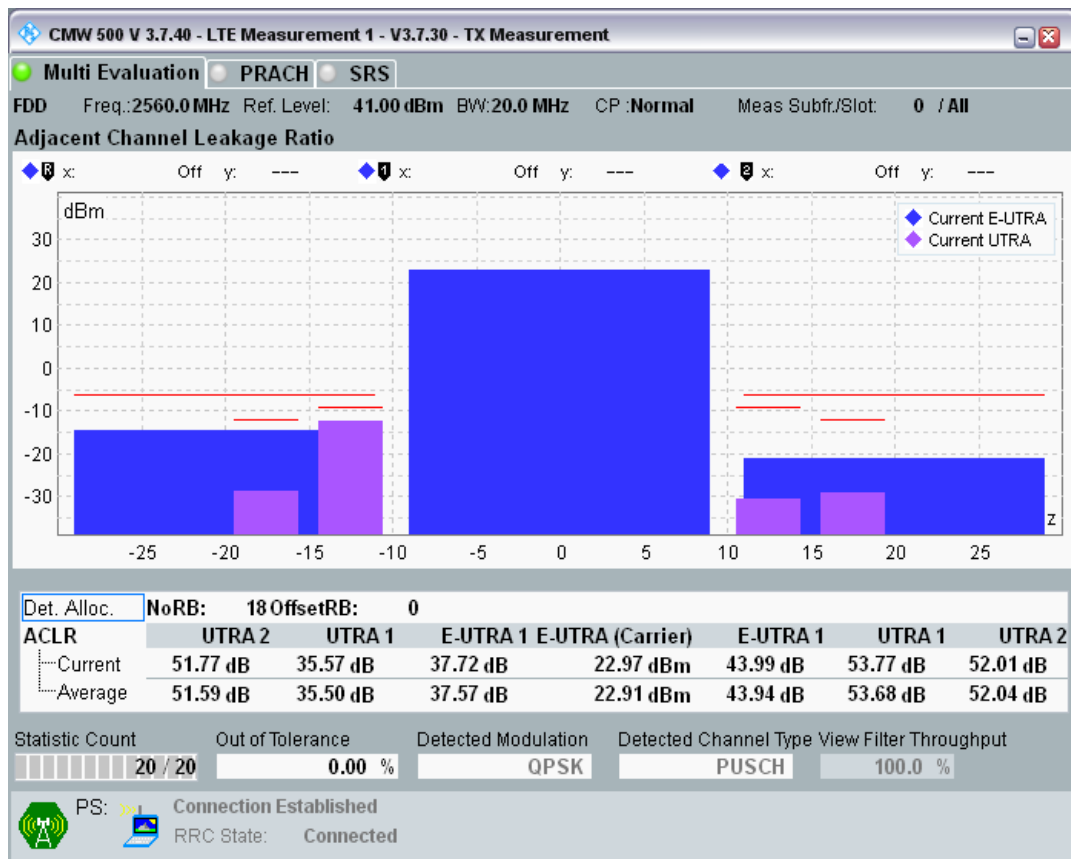 CMW 500 V 3.7.40 - LTE Measurement 1 - V3.7.30 - TX Measurement
Multi Evaluation PRACH SRS
FDD Freq.:2560.0 MHz Ref. Level: 41.00 dBm BW:20.0 MHz CP :Normal Meas Subfr./Slot: 0 / All
Adjacent Channel Leakage Ratio
R x: Off y: --- 1 x: Off y: --- 2 x: Off y: ---
dBm
Current E-UTRA
Current UTRA
30
20
10
0
-10
-20
-30
z
-25 -20 -15 -10 -5 0 5 10 15 20 25
Det. Alloc. NoRB: 18 OffsetRB: 0
ACLR UTRA 2 UTRA 1 E-UTRA 1 E-UTRA (Carrier) E-UTRA 1 UTRA 1 UTRA 2
Current 51.77 dB 35.57 dB 37.72 dB 22.97 dBm 43.99 dB 53.77 dB 52.01 dB
Average 51.59 dB 35.50 dB 37.57 dB 22.91 dBm 43.94 dB 53.68 dB 52.04 dB
Statistic Count Out of Tolerance Detected Modulation Detected Channel Type View Filter Throughput
20 / 20 0.00 % QPSK PUSCH 100.0 %
PS: Connection Established
RRC State: Connected